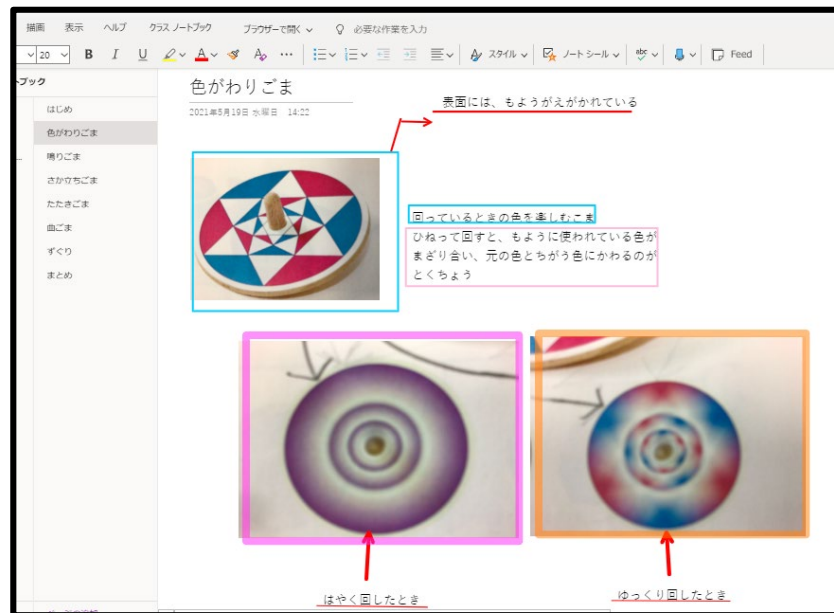 描画 表示 ヘルプ クラス ノートブック ブラウザーで開く 必要な作業を入力
20 B I U A A ... スタイル ノート シール abc Feed
トブック
はじめ
色がわりごま
鳴りごま
さか立ちごま
たたきごま
曲ごま
ずぐり
まとめ
色がわりごま
2021年5月19日 水曜日 14:22
表面には、もようがえがかれている
回っているときの色を楽しむこま
ひねって回すと、もように使われている色が
まざり合い、元の色とちがう色にかわるのが
とくちょう
はやく回したとき
ゆっくり回したとき